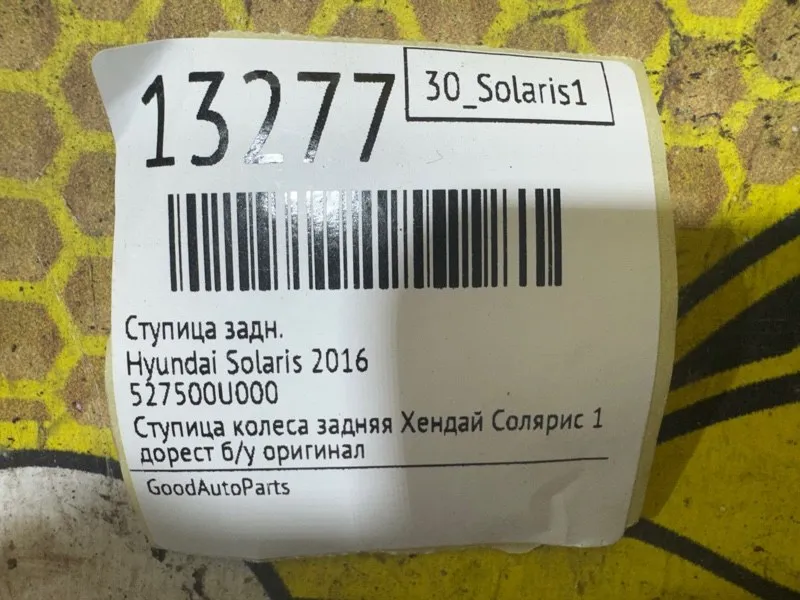 13277
30_Solaris1
Ступица задн.
Hyundai Solaris 2016
527500U000
Ступица колеса задняя Хендай Солярис 1
дорест б/у оригинал
GoodAutoParts